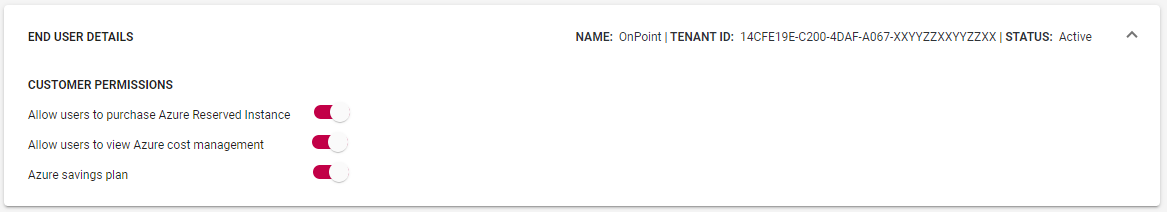 END USER DETAILS NAME: OnPoint | TENANT ID: 14CFE19E-C200-4DAF-A067-XXYYZZXXYYZZXX | STATUS: Active
CUSTOMER PERMISSIONS
Allow users to purchase Azure Reserved Instance
Allow users to view Azure cost management
Azure savings plan